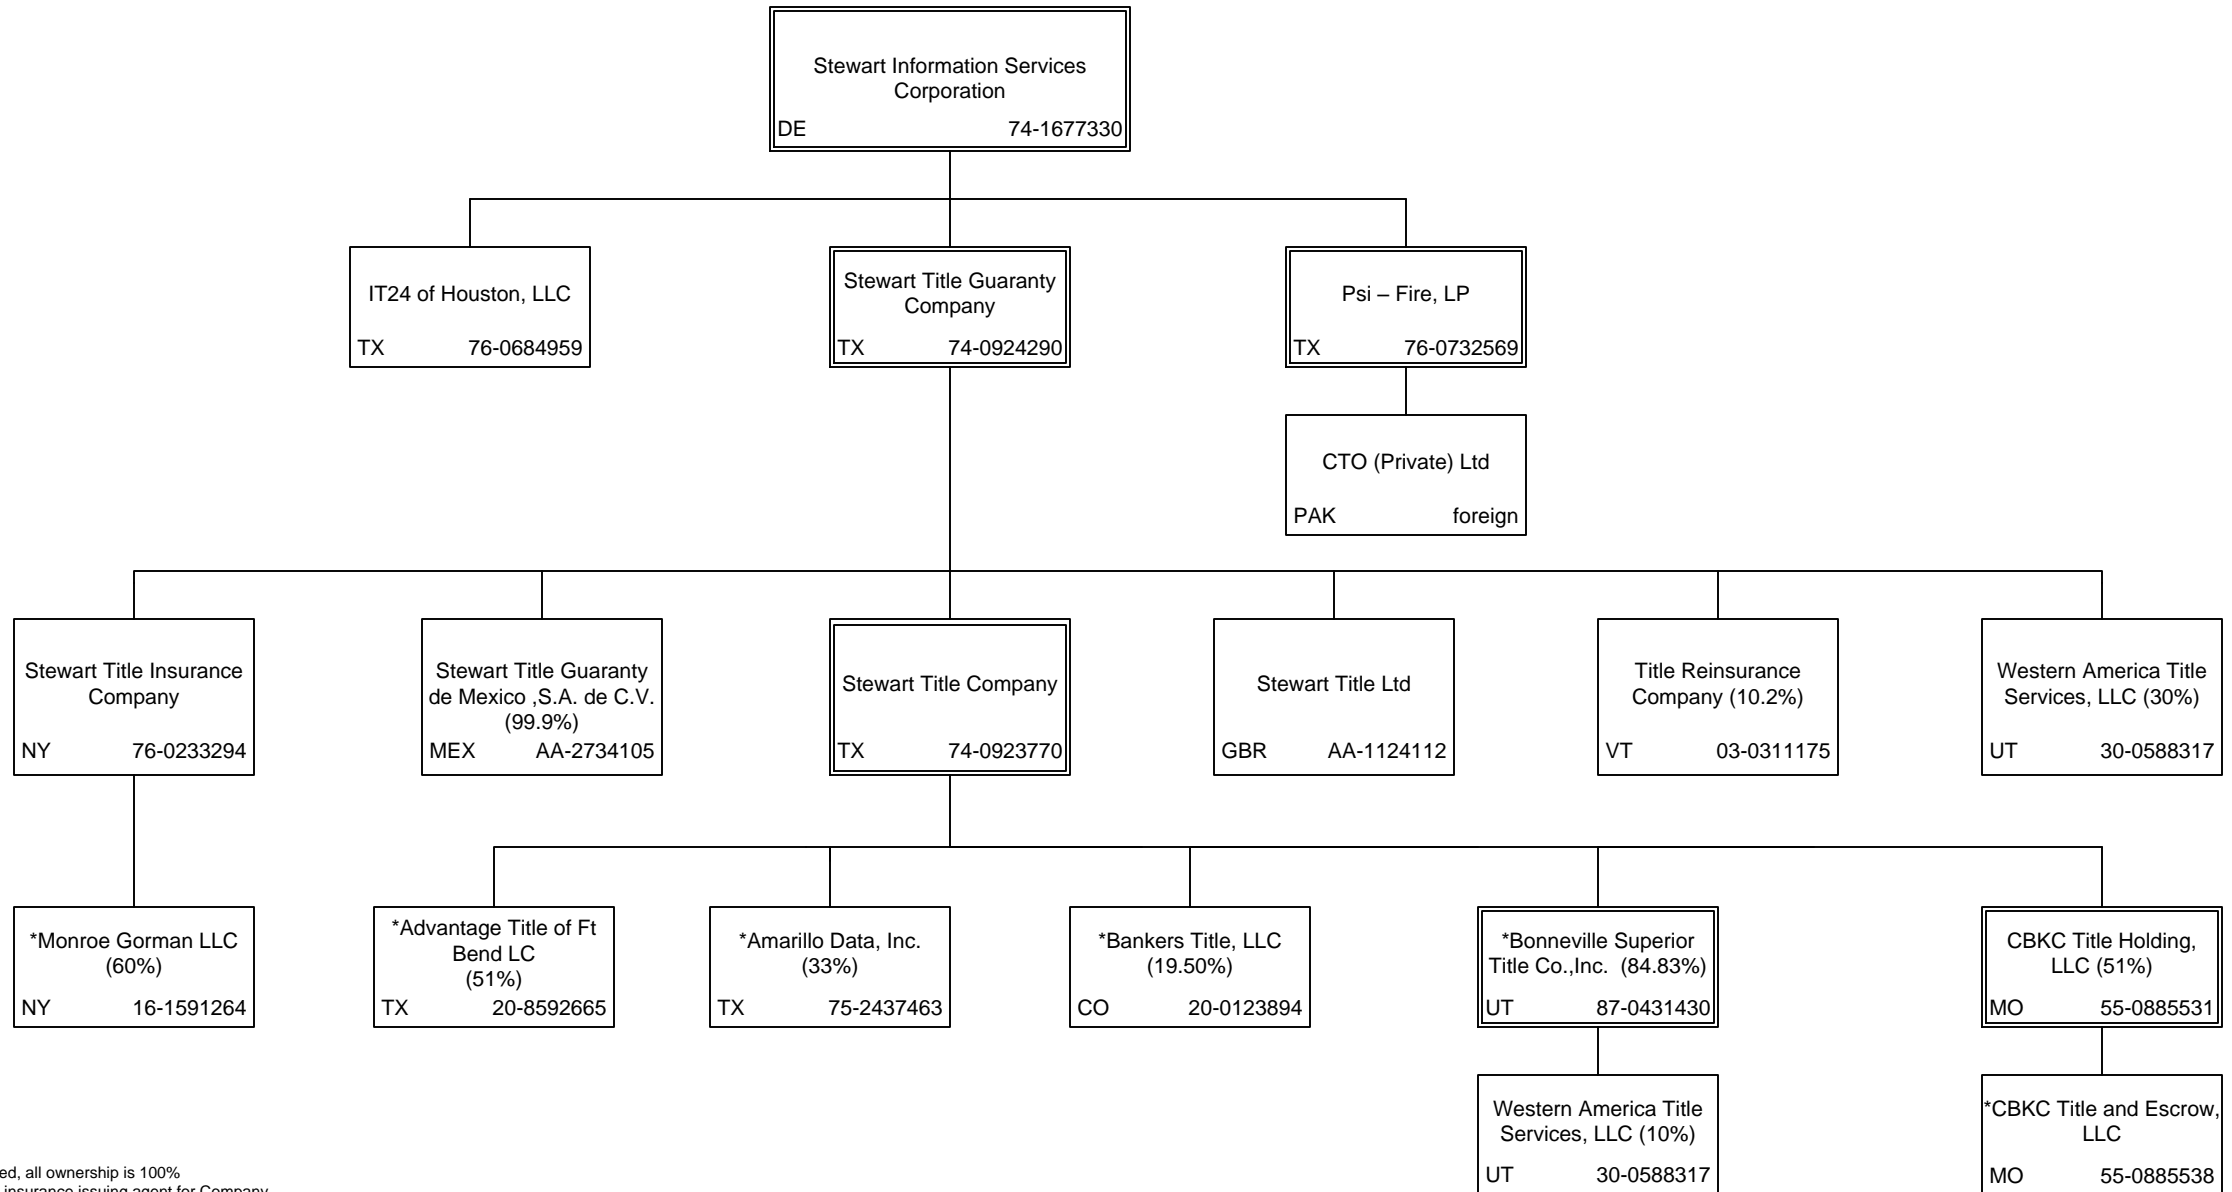 Stewart Information Services
Corporation
DE 74-1677330
IT24 of Houston, LLC
TX 76-0684959
Stewart Title Guaranty
Company
TX 74-0924290
Psi – Fire, LP
TX 76-0732569
CTO (Private) Ltd
PAK foreign
Stewart Title Insurance
Company
NY 76-0233294
Stewart Title Guaranty
de Mexico ,S.A. de C.V.
(99.9%)
MEX AA-2734105
Stewart Title Company
TX 74-0923770
Stewart Title Ltd
GBR AA-1124112
Title Reinsurance
Company (10.2%)
VT 03-0311175
Western America Title
Services, LLC (30%)
UT 30-0588317
*Monroe Gorman LLC
(60%)
NY 16-1591264
*Advantage Title of Ft
Bend LC
(51%)
TX 20-8592665
*Amarillo Data, Inc.
(33%)
TX 75-2437463
*Bankers Title, LLC
(19.50%)
CO 20-0123894
*Bonneville Superior
Title Co.,Inc. (84.83%)
UT 87-0431430
CBKC Title Holding,
LLC (51%)
MO 55-0885531
Western America Title
Services, LLC (10%)
UT 30-0588317
*CBKC Title and Escrow,
LLC
MO 55-0885538
ed, all ownership is 100%
insurance issuing agent for Company